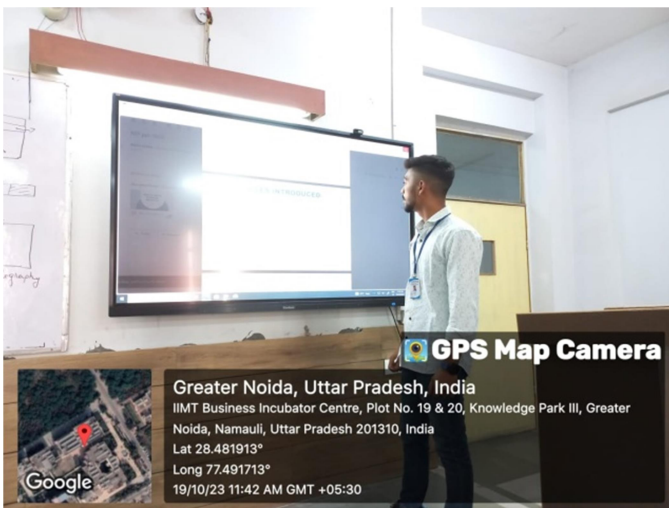 GPS Map Camera
Greater Noida, Uttar Pradesh, India
IIMT Business Incubator Centre, Plot No. 19 & 20, Knowledge Park III, Greater
Noida, Namauli, Uttar Pradesh 201310, India
Lat 28.481913°
Long 77.491713°
19/10/23 11:42 AM GMT +05:30
Google